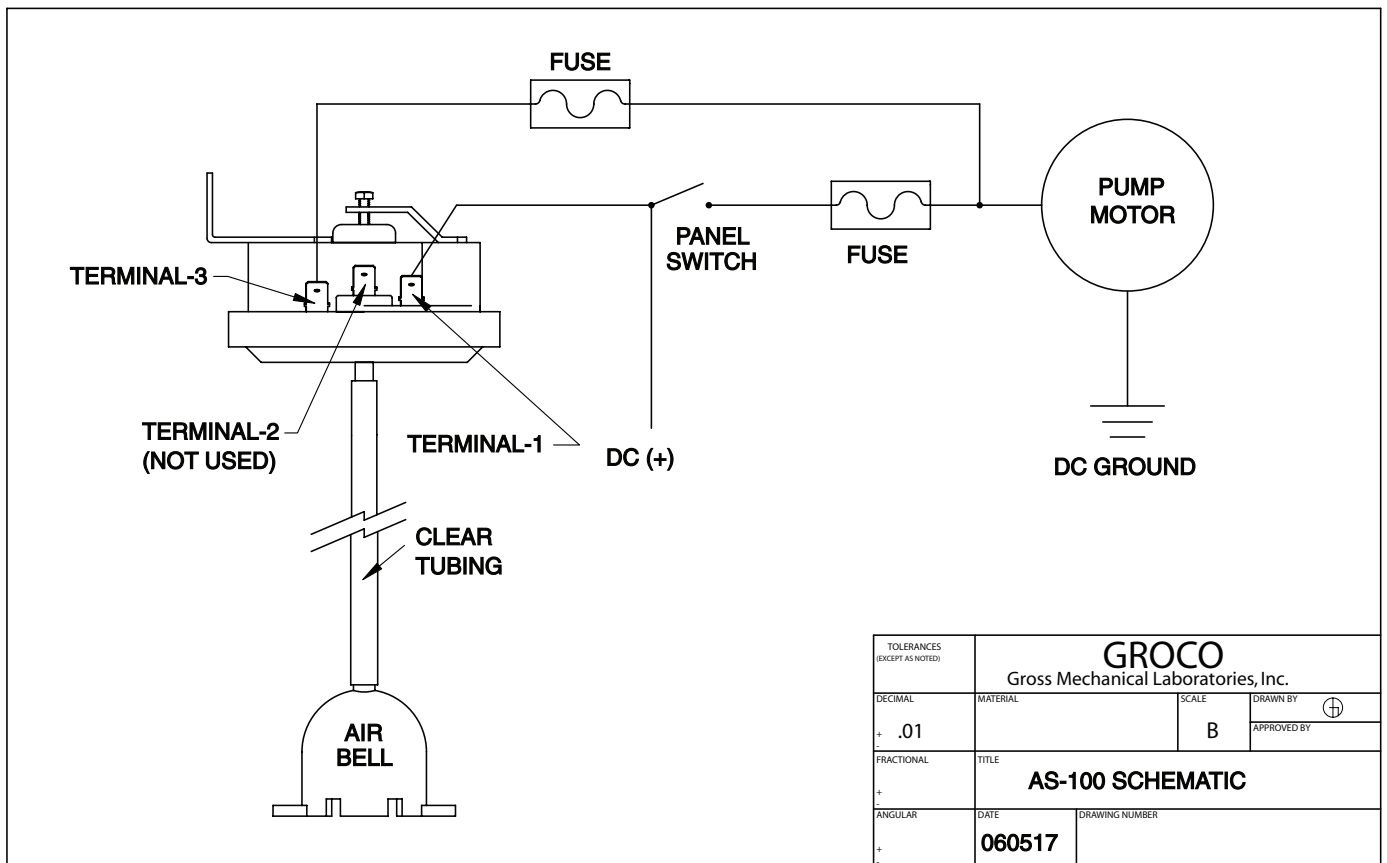 FUSE
PUMP
MOTOR
PANEL
SWITCH
FUSE
TERMINAL-3
TERMINAL-2
(NOT USED)
TERMINAL-1
DC (+)
DC GROUND
CLEAR
TUBING
AIR
BELL
TOLERANCES
(EXCEPT AS NOTED)
GROCO
Gross Mechanical Laboratories, Inc.
DECIMAL
+ .01
-
MATERIAL
SCALE
B
DRAWN BY
APPROVED BY
FRACTIONAL
+
-
TITLE
AS-100 SCHEMATIC
ANGULAR
+
-
DATE
060517
DRAWING NUMBER